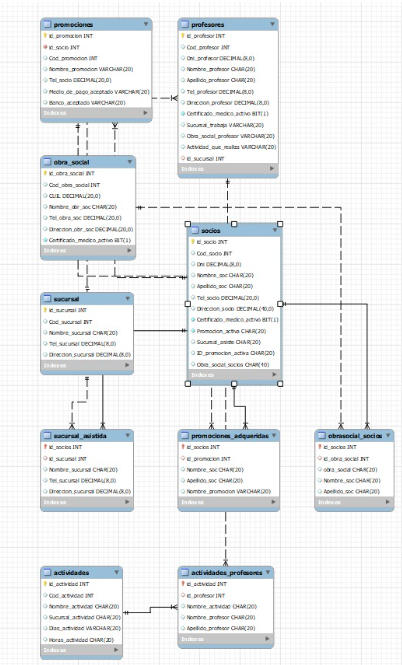 promociones
id_promocion INT
id_socio INT
Cod_promocion INT
Nombre_promocion VARCHAR(20)
Tel_socio DECIMAL(20,0)
Medio_de_pago_aceptado VARCHAR(20)
Banco_aceptado VARCHAR(20)
Indexes
profesores
id_profesor INT
Cod_profesor INT
Dni_profesor DECIMAL(8,0)
Nombre_profesor CHAR(20)
Apellido_profesor CHAR(20)
Tel_profesor DECIMAL(8,0)
Direccion_profesor DECIMAL(8,0)
Certificado_medico_activo BIT(1)
Sucursal_trabaja VARCHAR(20)
Obra_social_profesor VARCHAR(20)
Actividad_que_realiza VARCHAR(20)
id_sucursal INT
Indexes
obra_social
id_obra_social INT
Cod_obra_social INT
CUIL DECIMAL(20,0)
Nombre_obr_soc CHAR(20)
Tel_obra_soc DECIMAL(20,0)
Direccion_obr_soc DECIMAL(20,0)
Certificado_medico_activo BIT(1)
Indexes
socios
id_socio INT
Cod_socio INT
Dni DECIMAL(8,0)
Nombre_soc CHAR(20)
Apellido_soc CHAR(20)
Tel_socio DECIMAL(20,0)
Direccion_socio DECIMAL(40,0)
Certificado_medico_activo BIT(1)
Promocion_activa CHAR(20)
Sucursal_asiste CHAR(20)
ID_promocion_activa CHAR(20)
Obra_social_socios CHAR(40)
Indexes
sucursal
id_sucursal INT
Cod_sucursal INT
Nombre_sucursal CHAR(20)
Tel_sucursal DECIMAL(8,0)
Direccion_sucursal DECIMAL(8,0)
Indexes
sucursal_asistida
id_socios INT
id_sucursal INT
Nombre_sucursal CHAR(20)
Tel_sucursal DECIMAL(8,0)
Direccion_sucursal DECIMAL(8,0)
Indexes
promociones_adqueridas
id_socios INT
id_promocion INT
Nombre_soc CHAR(20)
Apellido_soc CHAR(20)
Nombre_promocion VARCHAR(20)
Indexes
obrasocial_socios
id_socios INT
id_obra_social INT
obra_social CHAR(20)
Nombre_soc CHAR(20)
Apellido_soc CHAR(20)
Indexes
actividades
id_actividad INT
Cod_actividad INT
Nombre_actividad CHAR(20)
Sucursal_actividad CHAR(20)
Dias_actividad VARCHAR(20)
Horas_actividad CHAR(20)
Indexes
actividades_profesores
id_actividad INT
id_profesor INT
Nombre_actividad CHAR(20)
Nombre_profesor CHAR(20)
Apellido_profesor CHAR(20)
Indexes